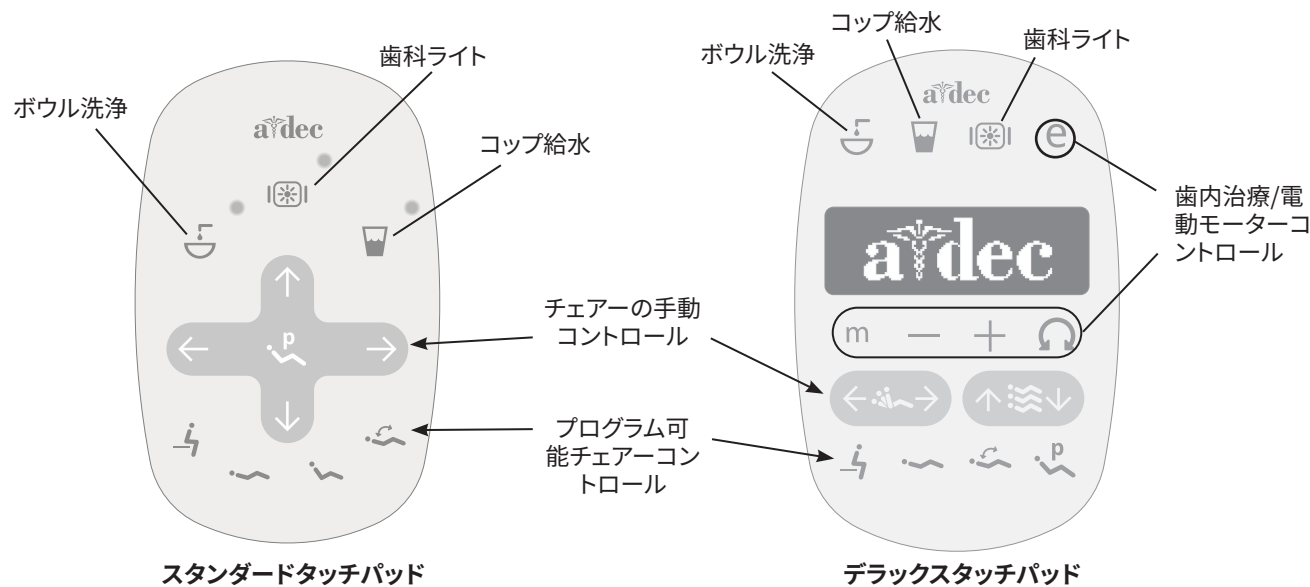 コップ給水
歯科ライト
ボウル洗浄
歯科ライト
ボウル洗浄
コップ給水
a dec
a dec
e
歯内治療/電
動モーターコ
ントロール
a dec
p
チェアーの手動
コントロール
m − +
プログラム可
能チェアーコン
トロール
p
スタンダードタッチパッド
デラックスタッチパッド